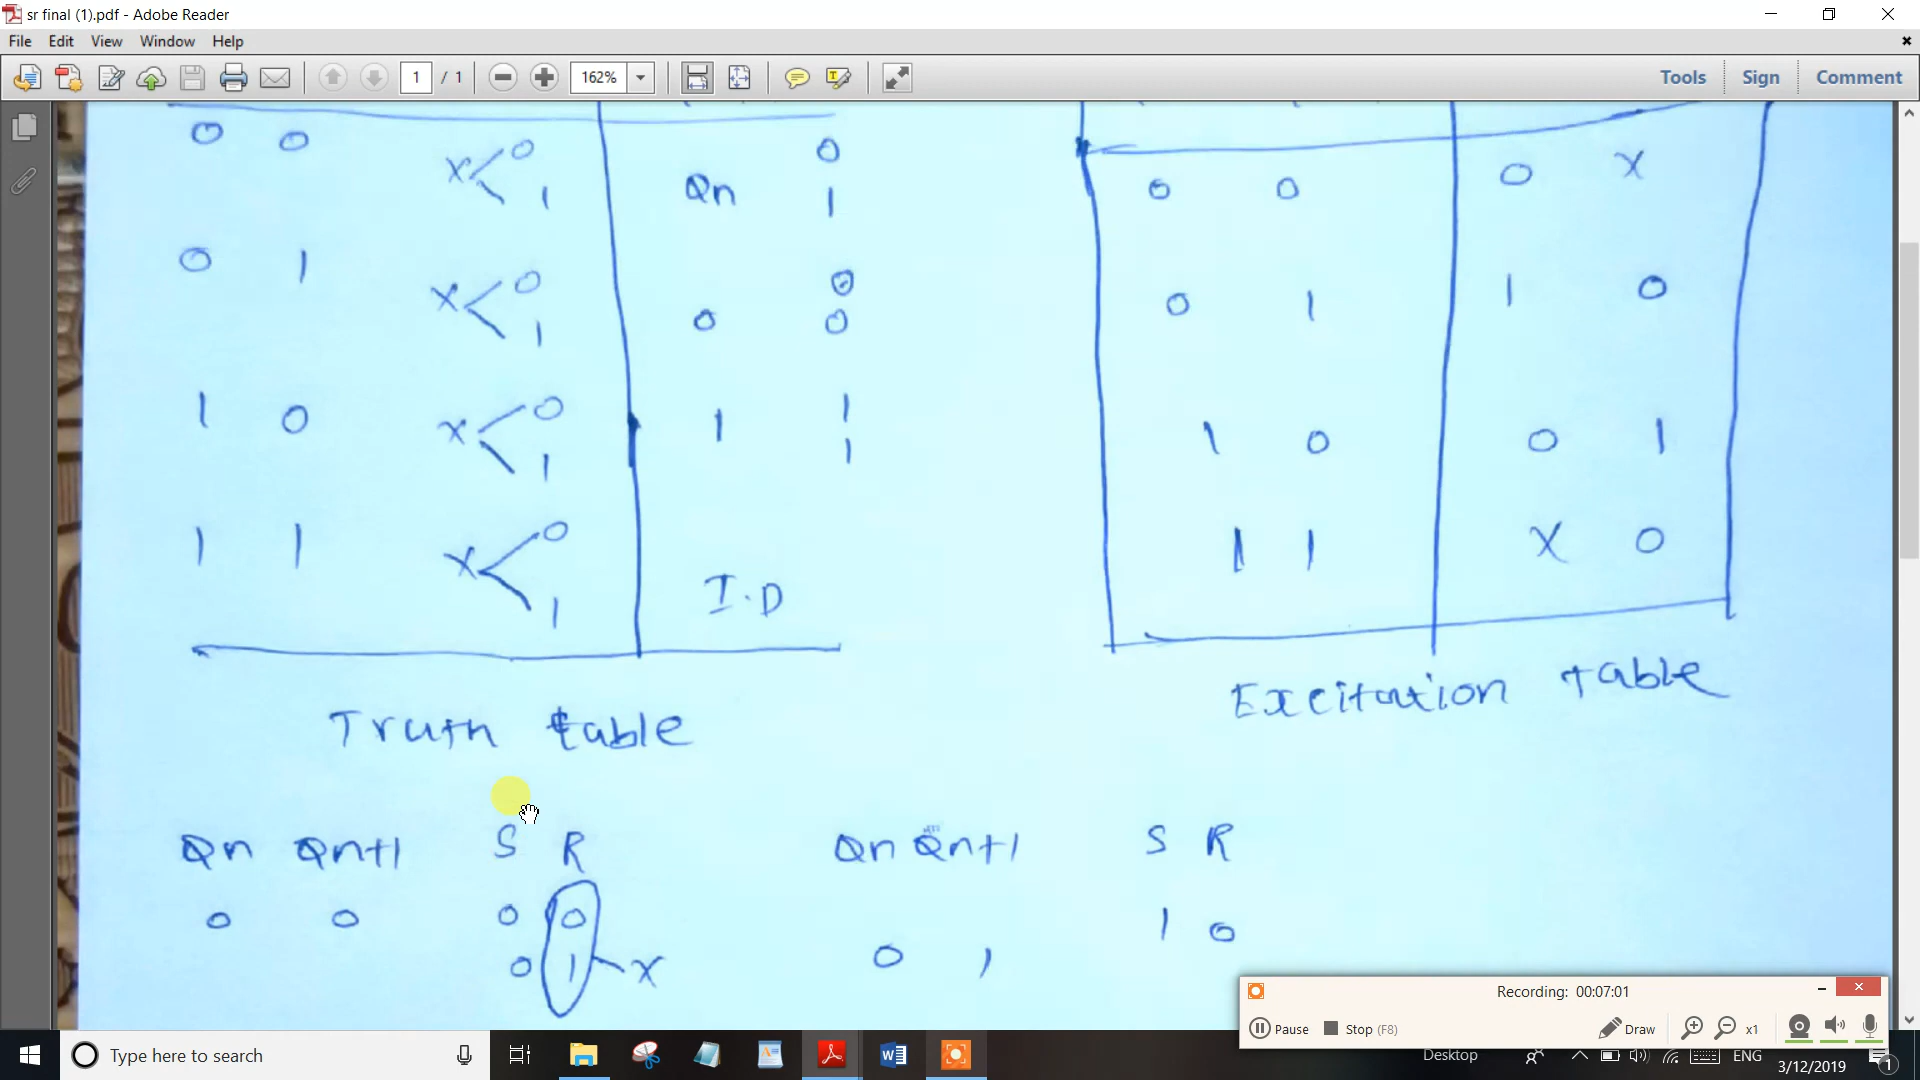 sr final (1).pdf - Adobe Reader
File Edit View Window Help
1 / 1 162% Tools Sign Comment
0 0 X 0 1 Qn 0 1
0 1 X 0 1 0 0 0
1 0 X 0 1 1 1 1
1 1 X 0 1 I.D
Truth table
0 0 0 X
0 1 1 0
1 0 0 1
1 1 X 0
Excitation table
Qn Qn+1 S R
0 0 0 0
0 1 X
Qn Qn+1 S R
0 1 1 0
Recording: 00:07:01
Pause Stop (F8) Draw x1
Type here to search
Desktop ENG
3/12/2019 1